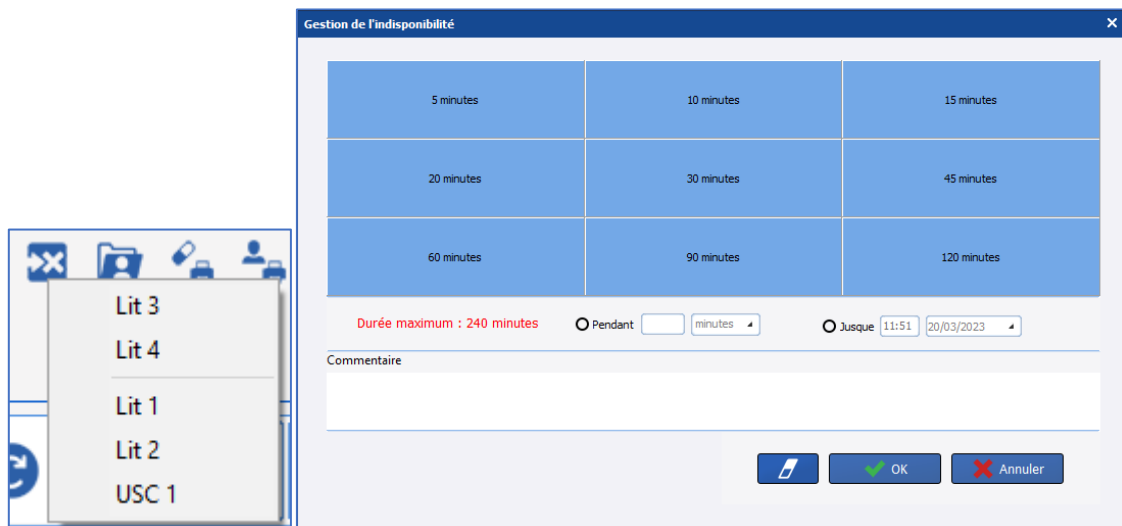 Lit 3
Lit 4
Lit 1
Lit 2
USC 1
Gestion de l'indisponibilité
5 minutes 10 minutes 15 minutes
20 minutes 30 minutes 45 minutes
60 minutes 90 minutes 120 minutes
Durée maximum : 240 minutes Pendant minutes Jusque 11:51 20/03/2023
Commentaire
OK Annuler